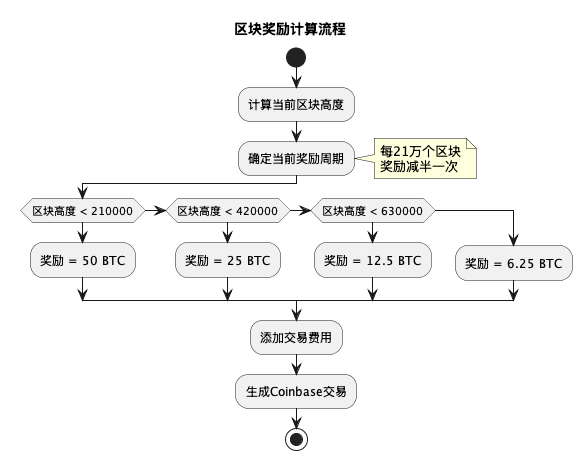 区块奖励计算流程
计算当前区块高度
确定当前奖励周期
每21万个区块
奖励减半一次
区块高度 < 210000
区块高度 < 420000
区块高度 < 630000
奖励 = 50 BTC
奖励 = 25 BTC
奖励 = 12.5 BTC
奖励 = 6.25 BTC
添加交易费用
生成Coinbase交易